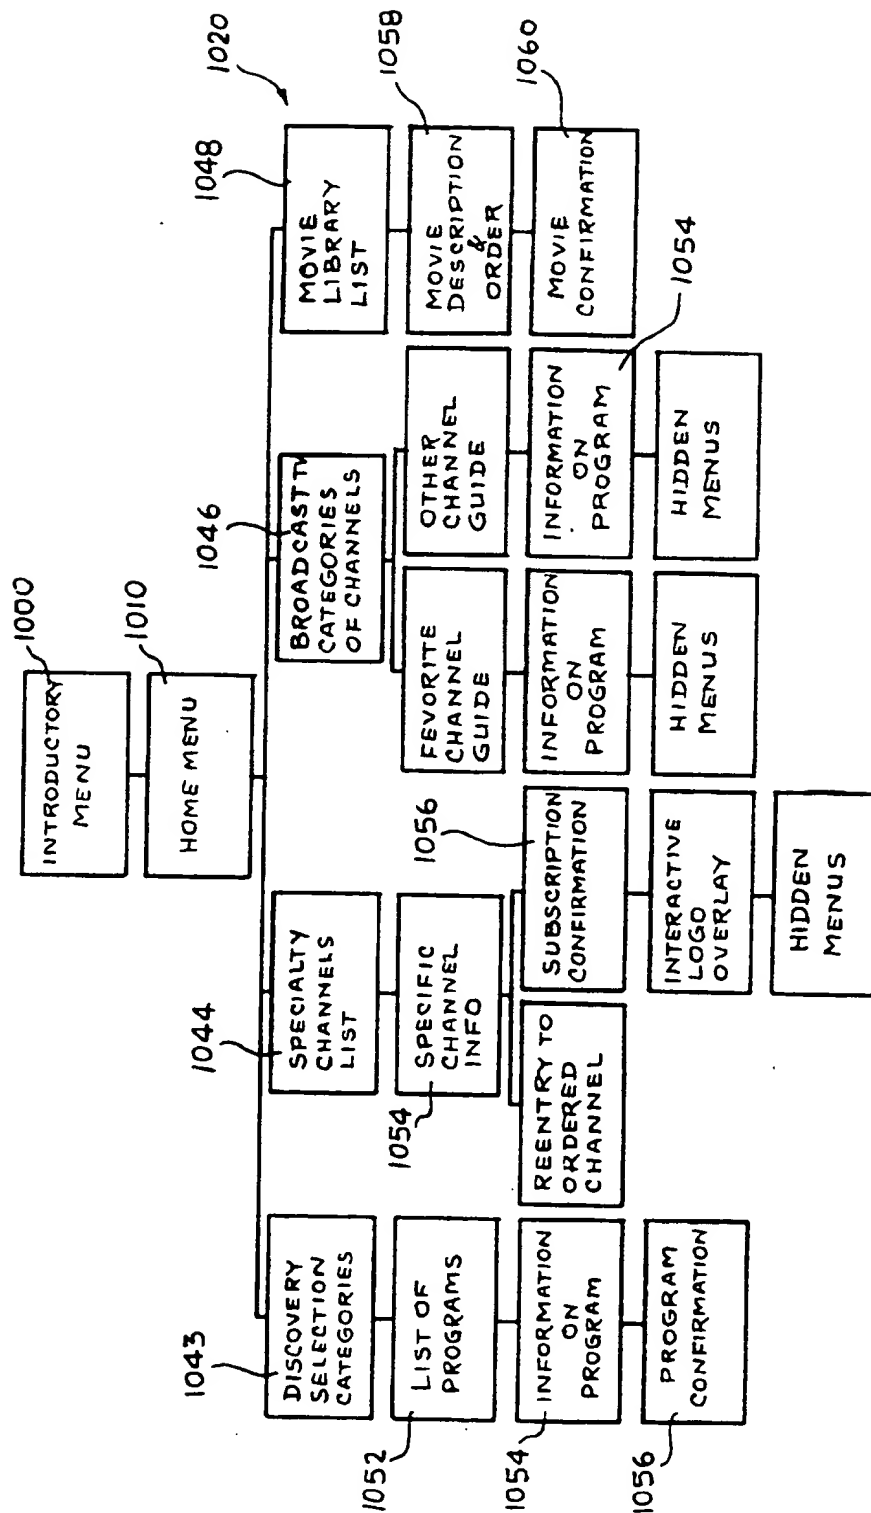 1000
INTRODUCTORY
MENU
1010
HOME MENU
1020
1043
DISCOVERY
SELECTION
CATEGORIES
1044
SPECIALTY
CHANNELS
LIST
1046
BROADCAST TV
CATEGORIES
OF CHANNELS
1048
MOVIE
LIBRARY
LIST
1052
LIST OF
PROGRAMS
1054
SPECIFIC
CHANNEL
INFO
FEVORITE
CHANNEL
GUIDE
OTHER
CHANNEL
GUIDE
1058
MOVIE
DESCRIPTION
&
ORDER
1054
INFORMATION
ON
PROGRAM
REENTRY TO
ORDERED
CHANNEL
1056
SUBSCRIPTION
CONFIRMATION
INFORMATION
ON
PROGRAM
INFORMATION
ON
PROGRAM
1054
MOVIE
CONFIRMATION
1060
1056
PROGRAM
CONFIRMATION
INTERACTIVE
LOGO
OVERLAY
HIDDEN
MENUS
HIDDEN
MENUS
HIDDEN
MENUS